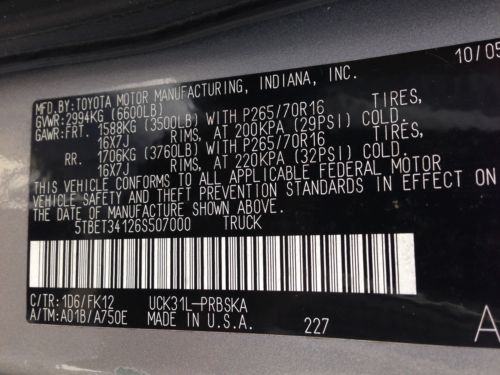 10/05
MFD.BY:TOYOTA MOTOR MANUFACTURING, INDIANA, INC.
GVWR:2994KG (6600LB)
GAWR:FRT. 1588KG (3500LB) WITH P265/70R16 TIRES,
16X7J RIMS, AT 200KPA (29PSI) COLD.
RR. 1706KG (3760LB) WITH P265/70R16 TIRES,
16X7J RIMS, AT 220KPA (32PSI) COLD.
THIS VEHICLE CONFORMS TO ALL APPLICABLE FEDERAL MOTOR
VEHICLE SAFETY AND THEFT PREVENTION STANDARDS IN EFFECT ON
THE DATE OF MANUFACTURE SHOWN ABOVE.
5TBET34126S507000 TRUCK
C/TR:1D6/FK12 UCK31L-PRBSKA
A/TM:A01B/A750E MADE IN U.S.A. 227 A